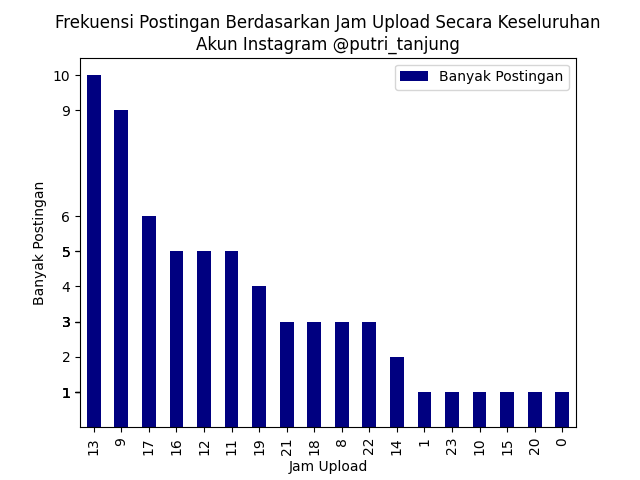 Frekuensi Postingan Berdasarkan Jam Upload Secara Keseluruhan
Akun Instagram @putri_tanjung
Banyak Postingan
10
9
6
5
4
3
2
1
Banyak Postingan
13 9 17 16 12 11 19 21 18 8 22 14 1 23 10 15 20 0
Jam Upload